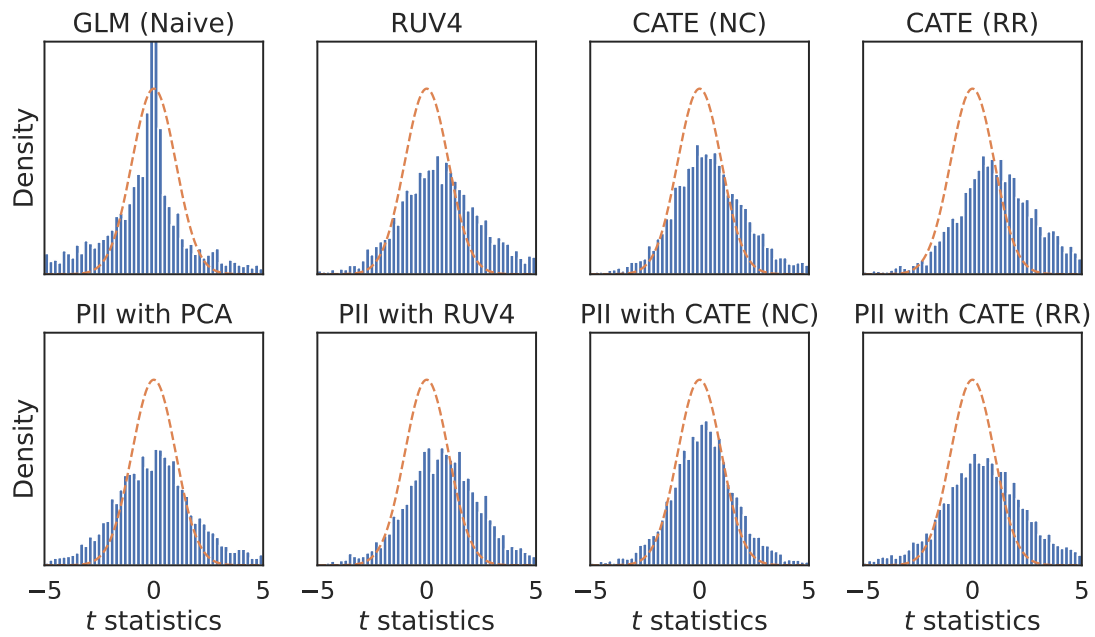 GLM (Naive)
RUV4
CATE (NC)
CATE (RR)
Density
PII with PCA
PII with RUV4
PII with CATE (NC)
PII with CATE (RR)
Density
−5 0 5
−5 0 5
−5 0 5
−5 0 5
t statistics
t statistics
t statistics
t statistics